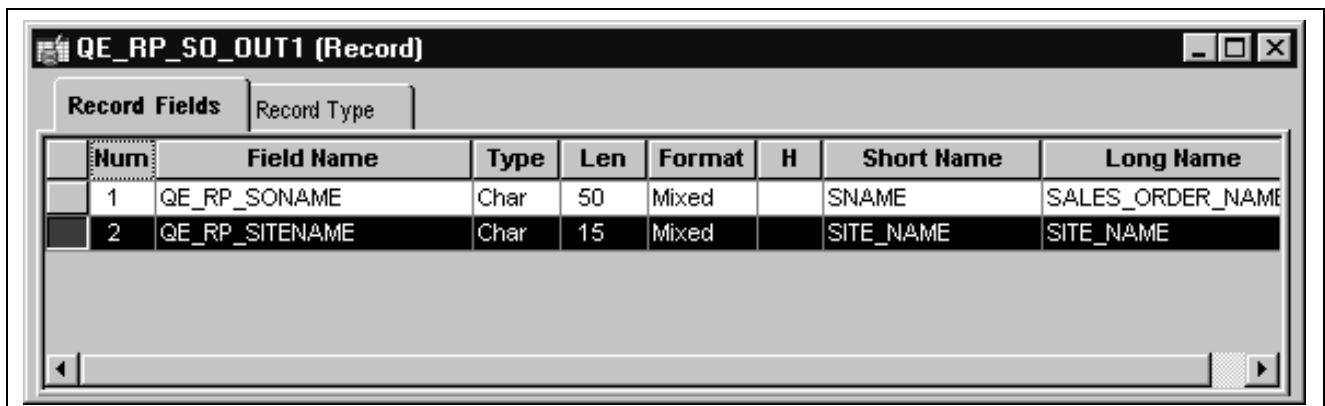 QE_RP_SO_OUT1 (Record)
Record Fields Record Type
Num Field Name Type Len Format H Short Name Long Name
1 QE_RP_SONAME Char 50 Mixed SNAME SALES_ORDER_NAME
2 QE_RP_SITENAME Char 15 Mixed SITE_NAME SITE_NAME